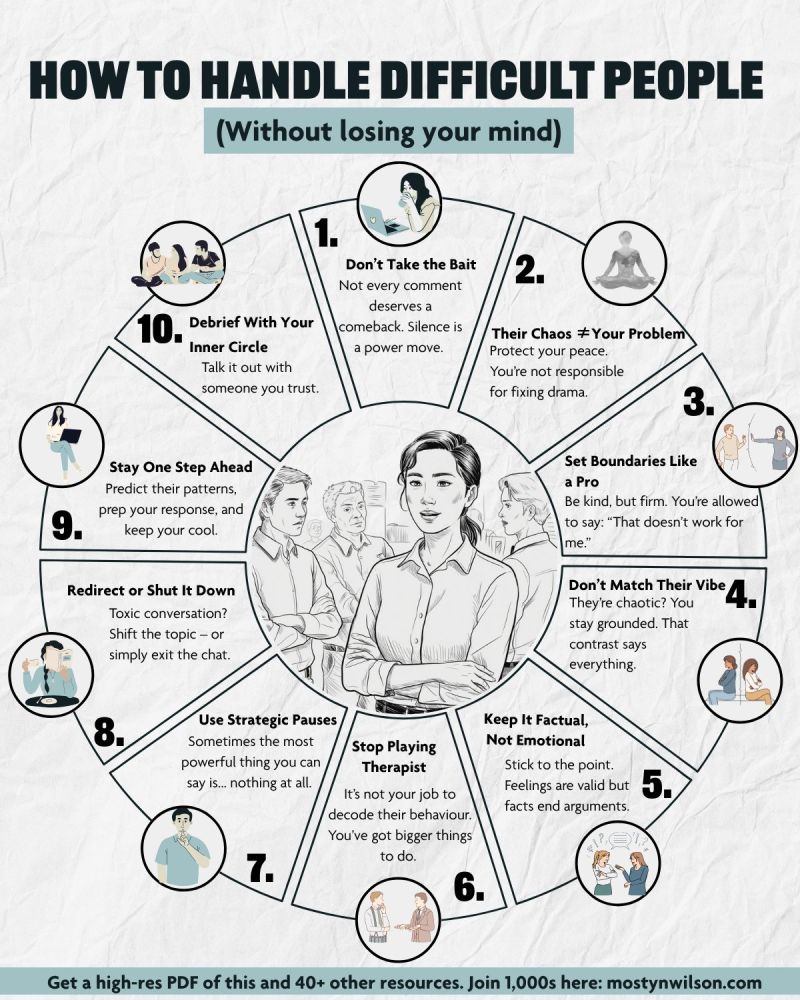 HOW TO HANDLE DIFFICULT PEOPLE
(Without losing your mind)
1.
Don't Take the Bait
Not every comment
deserves a
comeback. Silence is
a power move.
2.
Their Chaos ≠ Your Problem
Protect your peace.
You're not responsible
for fixing drama.
3.
Set Boundaries Like
a Pro
Be kind, but firm. You're allowed
to say: “That doesn't work for
me.”
4.
Don't Match Their Vibe
They're chaotic? You
stay grounded. That
contrast says
everything.
5.
Keep It Factual,
Not Emotional
Stick to the point.
Feelings are valid but
facts end arguments.
6.
Stop Playing
Therapist
It's not your job to
decode their behaviour.
You've got bigger things
to do.
7.
Use Strategic Pauses
Sometimes the most
powerful thing you can
say is... nothing at all.
8.
Redirect or Shut It Down
Toxic conversation?
Shift the topic – or
simply exit the chat.
9.
Stay One Step Ahead
Predict their patterns,
prep your response, and
keep your cool.
10.
Debrief With Your
Inner Circle
Talk it out with
someone you trust.
Get a high-res PDF of this and 40+ other resources. Join 1,000s here: mostynwilson.com